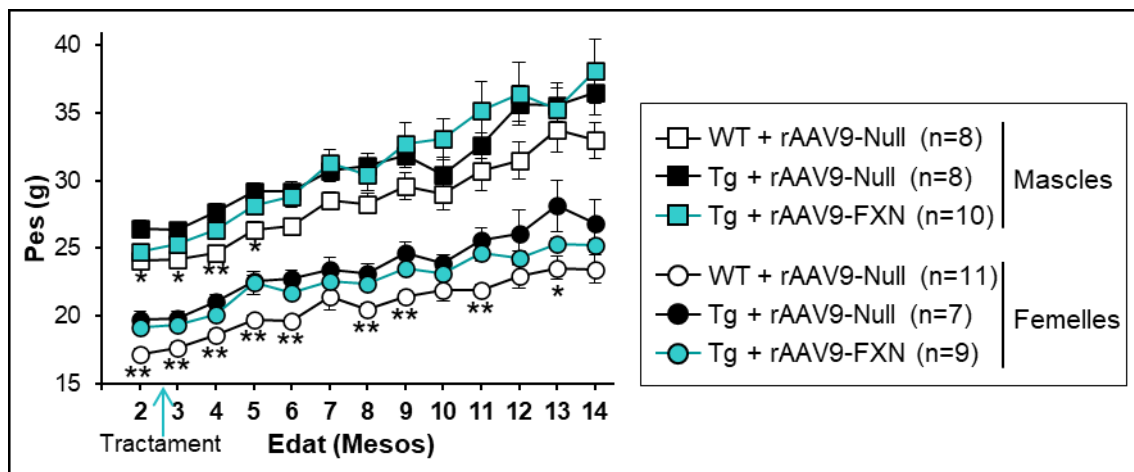 40
35
30
25
20
15
Pes (g)
* * ** *
** ** ** ** ** ** ** ** *
2 3 4 5 6 7 8 9 10 11 12 13 14
Tractament
Edat (Mesos)
WT + rAAV9-Null (n=8)
Tg + rAAV9-Null (n=8)
Tg + rAAV9-FXN (n=10)
Mascles
WT + rAAV9-Null (n=11)
Tg + rAAV9-Null (n=7)
Tg + rAAV9-FXN (n=9)
Femelles